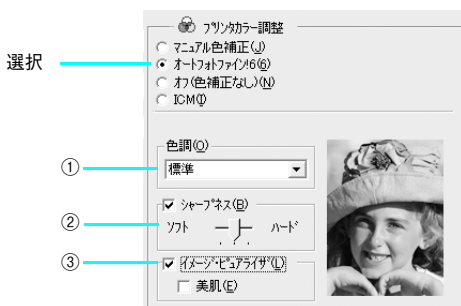 プリンタカラー調整
マニュアル色補正(J)
選択
オートフォトファイン!6(6)
オフ(色補正なし)(N)
ICM(I)
色調(O)
① 標準
シャープネス(B)
② ソフト ハード
③ イメージ・ピュアライザ(L)
美肌(E)